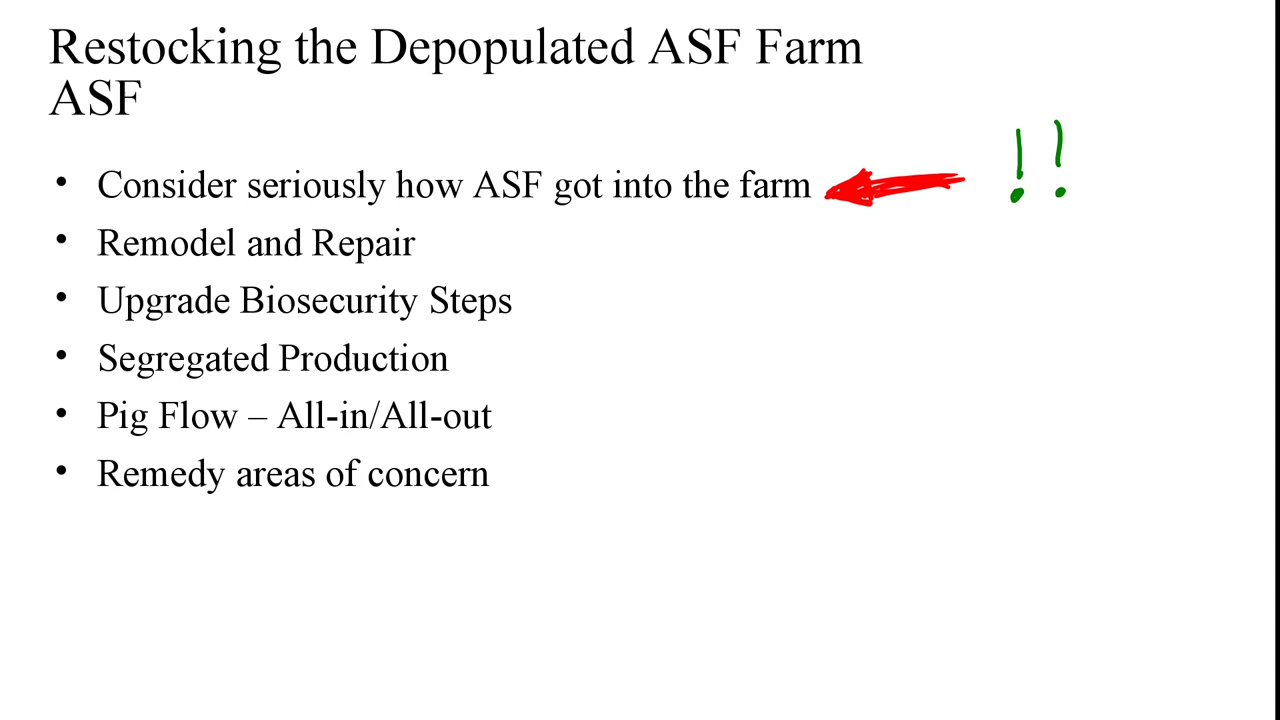 Restocking the Depopulated ASF Farm
ASF
• Consider seriously how ASF got into the farm
!!
• Remodel and Repair
• Upgrade Biosecurity Steps
• Segregated Production
• Pig Flow – All-in/All-out
• Remedy areas of concern